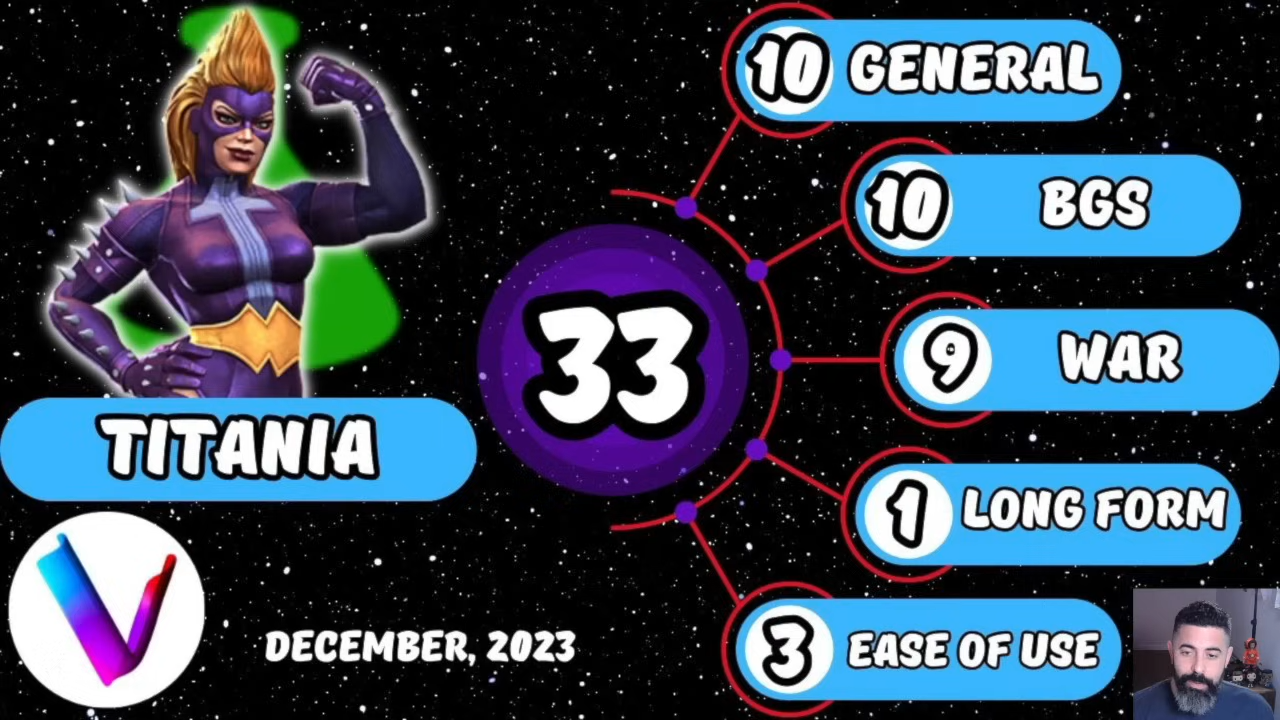 TITANIA
DECEMBER, 2023
33
10 GENERAL
10 BGS
9 WAR
1 LONG FORM
3 EASE OF USE